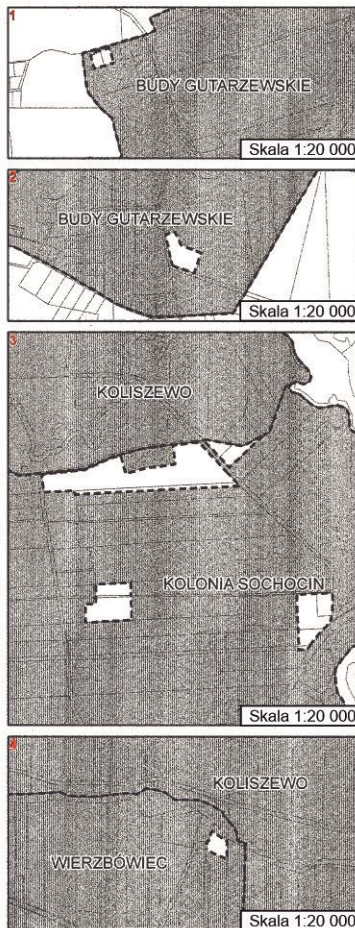 1
BUDY GUTARZEWSKIE
Skala 1:20 000
2
BUDY GUTARZEWSKIE
Skala 1:20 000
3
KOLISZEWO
KOLONIA SOCHOCIN
Skala 1:20 000
4
KOLISZEWO
WIERZBÓWIEC
Skala 1:20 000